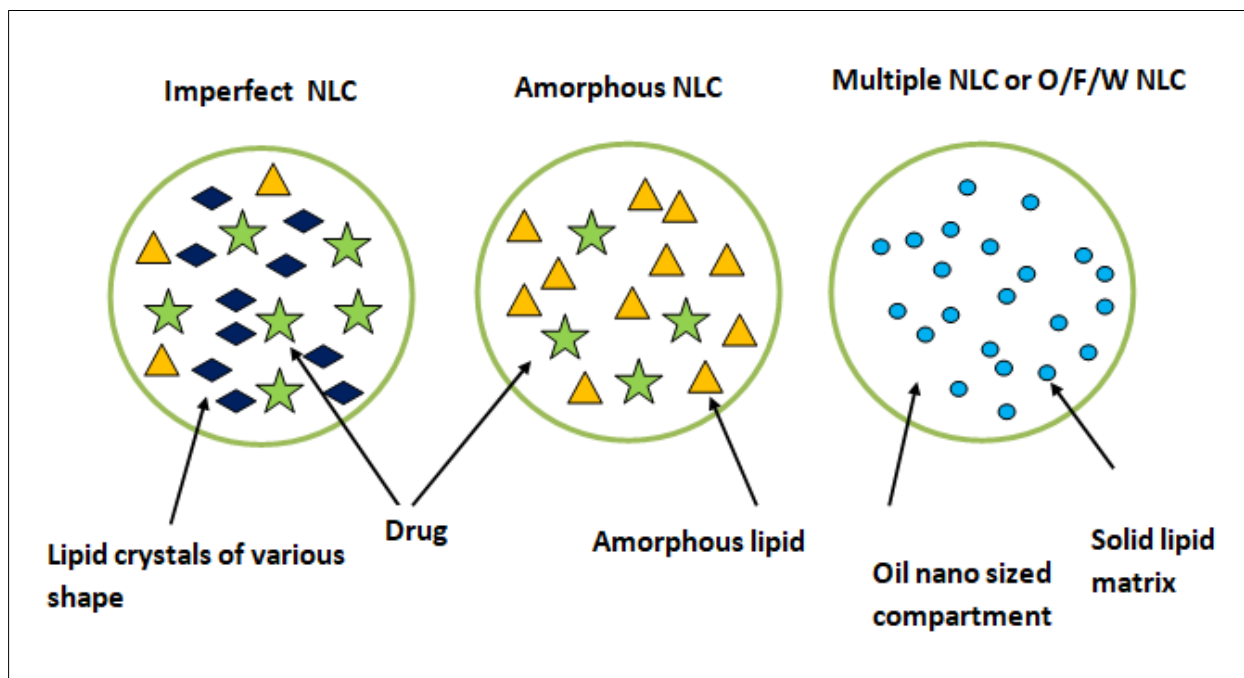 Imperfect NLC
Amorphous NLC
Multiple NLC or O/F/W NLC
Lipid crystals of various
shape
Drug
Amorphous lipid
Oil nano sized
compartment
Solid lipid
matrix